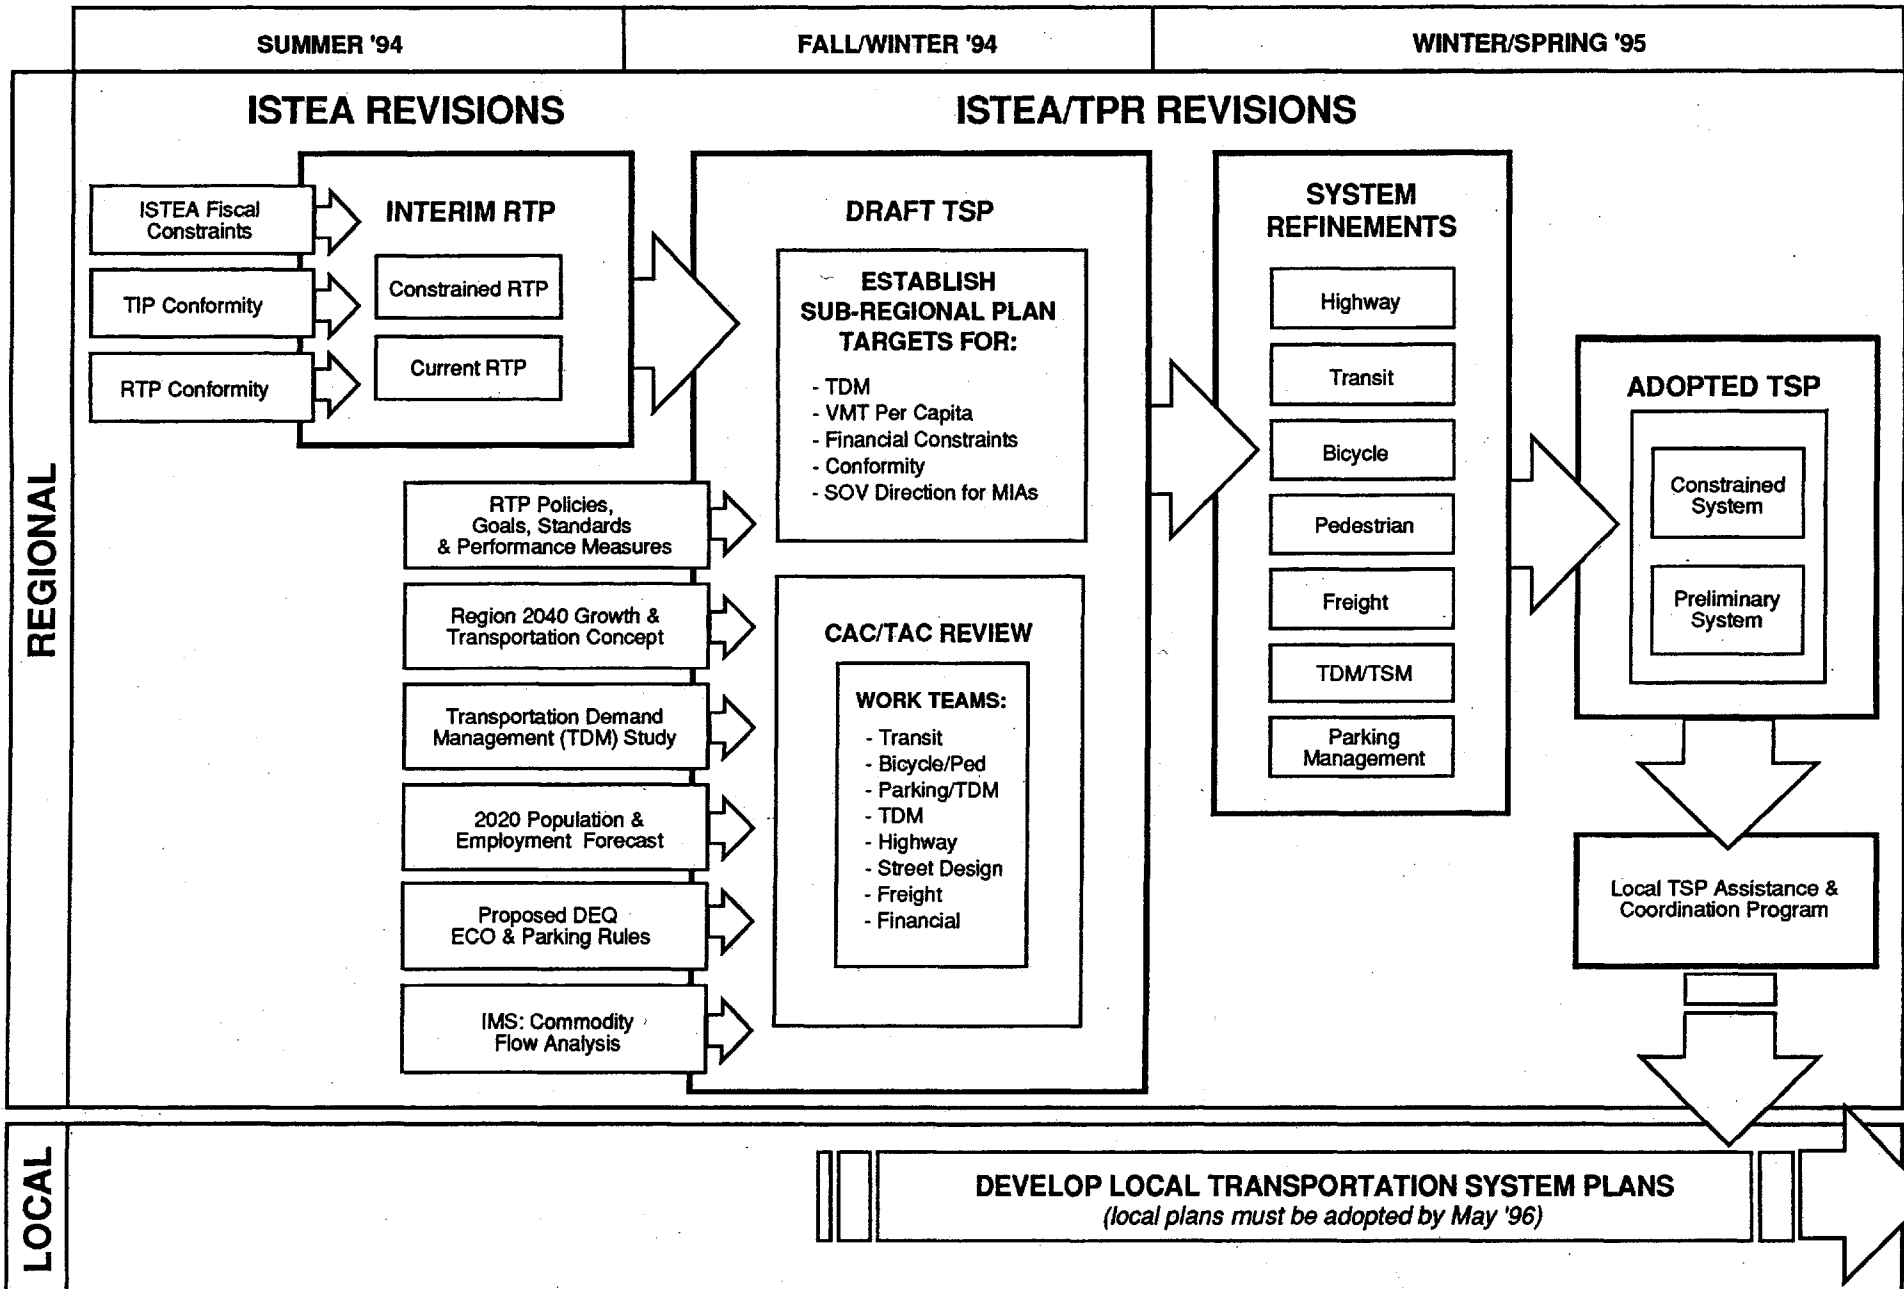 SUMMER '94
FALL/WINTER '94
WINTER/SPRING '95
REGIONAL
ISTEA REVISIONS
ISTEA/TPR REVISIONS
ISTEA Fiscal
Constraints
TIP Conformity
RTP Conformity
INTERIM RTP
Constrained RTP
Current RTP
RTP Policies,
Goals, Standards
& Performance Measures
Region 2040 Growth &
Transportation Concept
Transportation Demand
Management (TDM) Study
2020 Population &
Employment Forecast
Proposed DEQ
ECO & Parking Rules
IMS: Commodity
Flow Analysis
DRAFT TSP
ESTABLISH
SUB-REGIONAL PLAN
TARGETS FOR:
- TDM
- VMT Per Capita
- Financial Constraints
- Conformity
- SOV Direction for MIAs
CAC/TAC REVIEW
WORK TEAMS:
- Transit
- Bicycle/Ped
- Parking/TDM
- TDM
- Highway
- Street Design
- Freight
- Financial
SYSTEM
REFINEMENTS
Highway
Transit
Bicycle
Pedestrian
Freight
TDM/TSM
Parking
Management
ADOPTED TSP
Constrained
System
Preliminary
System
Local TSP Assistance &
Coordination Program
LOCAL
DEVELOP LOCAL TRANSPORTATION SYSTEM PLANS
(local plans must be adopted by May '96)